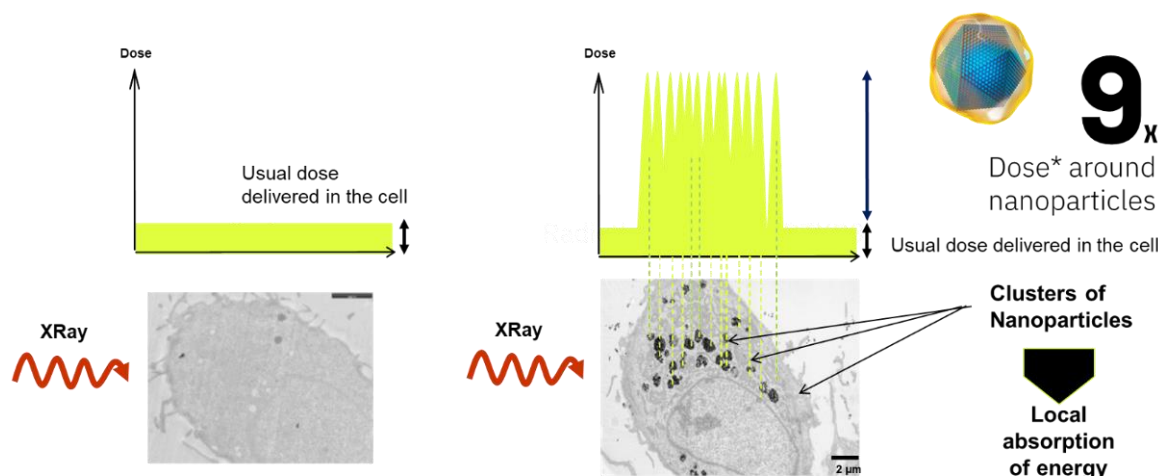 Dose
Usual dose
delivered in the cell
XRay
Dose
9x
Dose* around
nanoparticles
Usual dose delivered in the cell
XRay
Clusters of
Nanoparticles
Local
absorption
of energy
2 µm